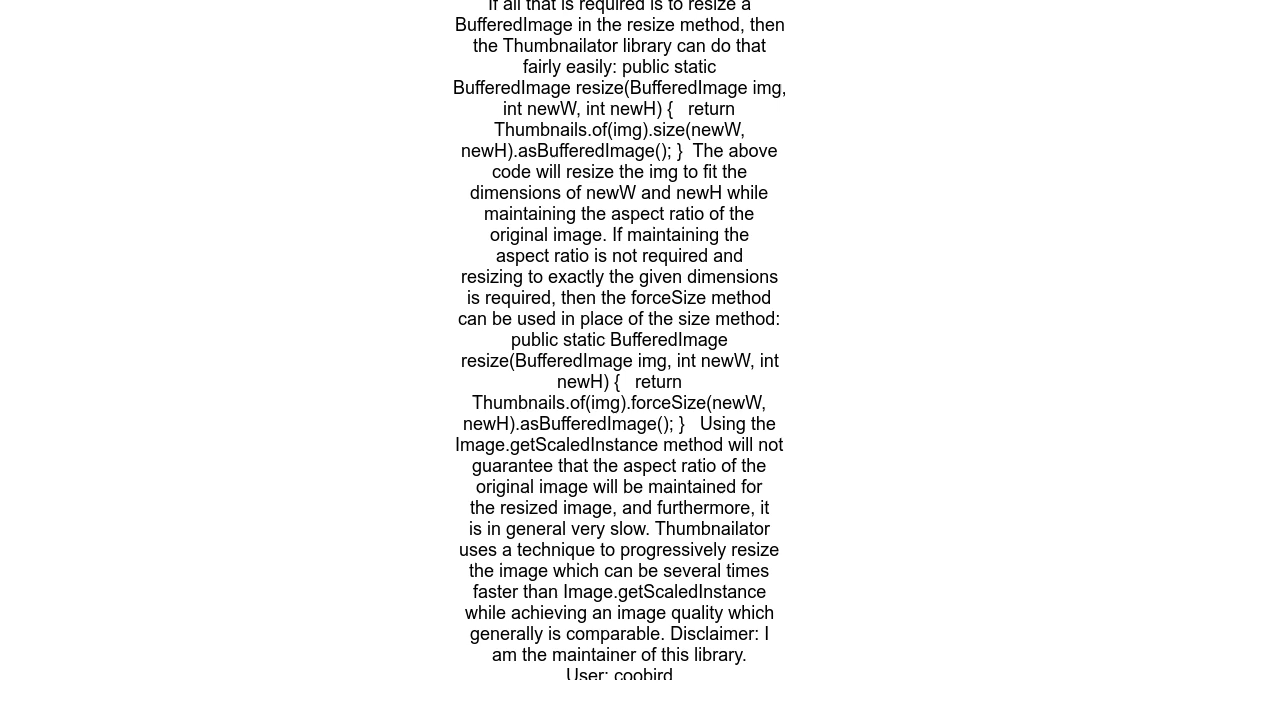 If all that is required is to resize a
BufferedImage in the resize method, then
the Thumbnailator library can do that
fairly easily: public static
BufferedImage resize(BufferedImage img,
int newW, int newH) {   return
Thumbnails.of(img).size(newW,
newH).asBufferedImage(); }  The above
code will resize the img to fit the
dimensions of newW and newH while
maintaining the aspect ratio of the
original image. If maintaining the
aspect ratio is not required and
resizing to exactly the given dimensions
is required, then the forceSize method
can be used in place of the size method:
public static BufferedImage
resize(BufferedImage img, int newW, int
newH) {   return
Thumbnails.of(img).forceSize(newW,
newH).asBufferedImage(); }   Using the
Image.getScaledInstance method will not
guarantee that the aspect ratio of the
original image will be maintained for
the resized image, and furthermore, it
is in general very slow. Thumbnailator
uses a technique to progressively resize
the image which can be several times
faster than Image.getScaledInstance
while achieving an image quality which
generally is comparable. Disclaimer: I
am the maintainer of this library.
User: coobird